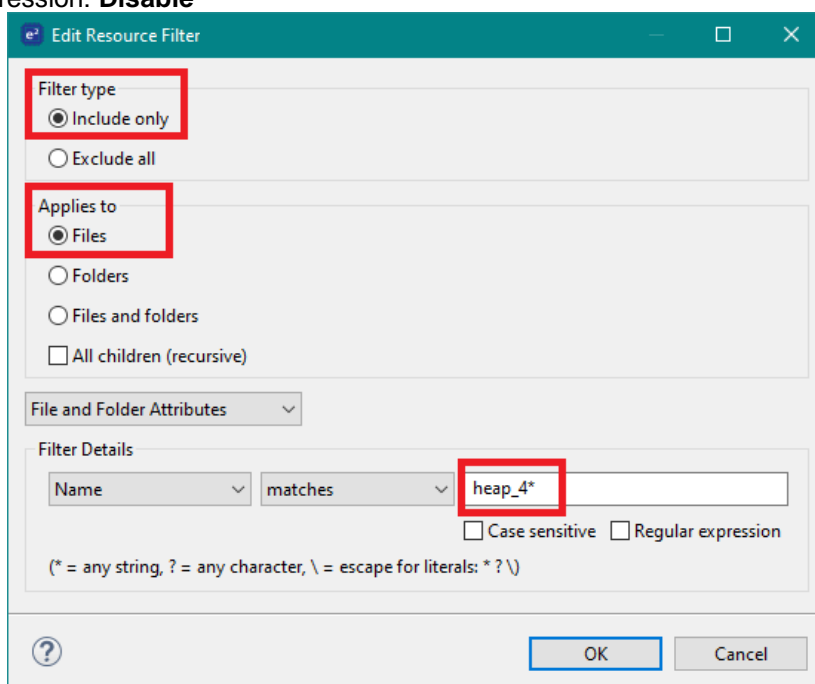 ression: Disable
e² Edit Resource Filter
Filter type
Include only
Exclude all
Applies to
Files
Folders
Files and folders
All children (recursive)
File and Folder Attributes
Filter Details
Name matches heap_4*
Case sensitive Regular expression
(* = any string, ? = any character, \ = escape for literals: * ? \)
? OK Cancel